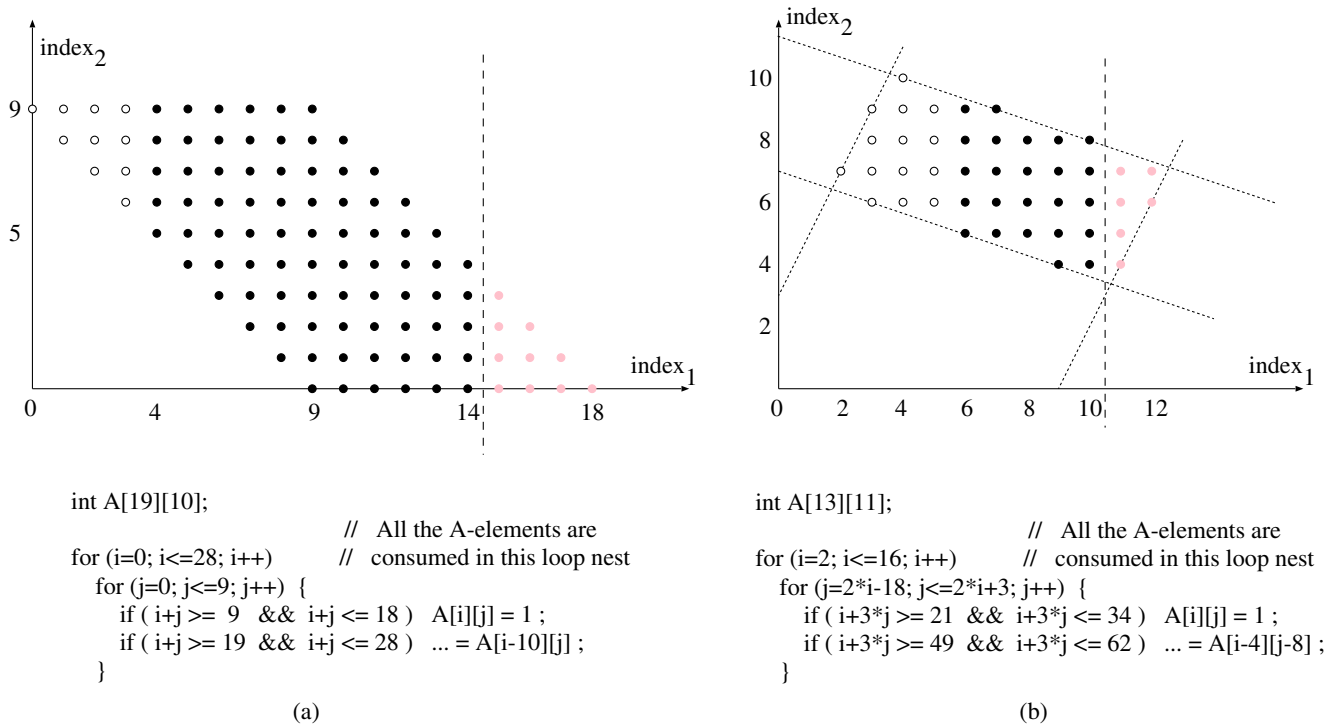 index2
9
5
index1
0 4 9 14 18
int A[19][10];
// All the A-elements are
for (i=0; i<=28; i++) // consumed in this loop nest
for (j=0; j<=9; j++) {
if ( i+j >= 9 && i+j <= 18 ) A[i][j] = 1 ;
if ( i+j >= 19 && i+j <= 28 ) ... = A[i-10][j] ;
}
(a)
index2
10
8
6
4
2
index1
0 2 4 6 8 10 12
int A[13][11];
// All the A-elements are
for (i=2; i<=16; i++) // consumed in this loop nest
for (j=2*i-18; j<=2*i+3; j++) {
if ( i+3*j >= 21 && i+3*j <= 34 ) A[i][j] = 1 ;
if ( i+3*j >= 49 && i+3*j <= 62 ) ... = A[i-4][j-8] ;
}
(b)